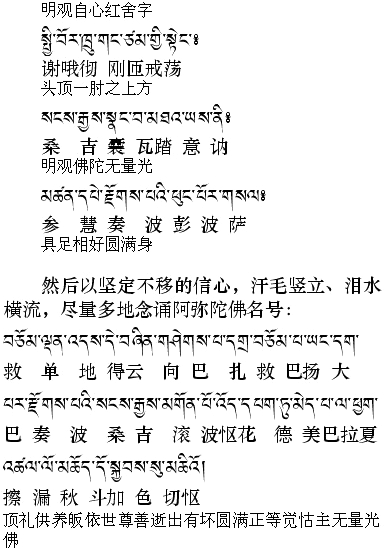 明观自心红舍字
སྤྱི་བོར་ཁྲུ་གང་ཙམ་གྱི་སྟེང་༔
谢哦彻 刚匝戒荡
头顶一肘之上方
སངས་རྒྱས་སྣང་བ་མཐའ་ཡས་ནི༔
桑 吉 囊 瓦踏 意 讷
明观佛陀无量光
མཚན་དཔེ་རྫོགས་པའི་ཕུང་པོར་གསལ༔
参 慧 奏 波 彭 波 萨
具足相好圆满身
然后以坚定不移的信心，汗毛竖立、泪水
横流，尽量多地念诵阿弥陀佛名号：
བཅོམ་ལྡན་འདས་དེ་བཞིན་གཤེགས་པ་དགྲ་བཅོམ་པ་ཡང་དག་
救 单 地 得云 向 巴 扎 救 巴扬 大
པར་རྫོགས་པའི་སངས་རྒྱས་མགོན་པོ་འོད་དཔག་ཏུ་མེད་པ་ལ་ཕྱག་
巴 奏 波 桑 吉 滚 波怄花 德 美巴拉夏
འཚལ་ལོ་མཆོད་དོ་སྐྱབས་སུ་མཆིའོ།
擦 漏 秋 斗加 色 切怄
顶礼供养皈依世尊善逝出有坏圆满正等觉怙主无量光
佛